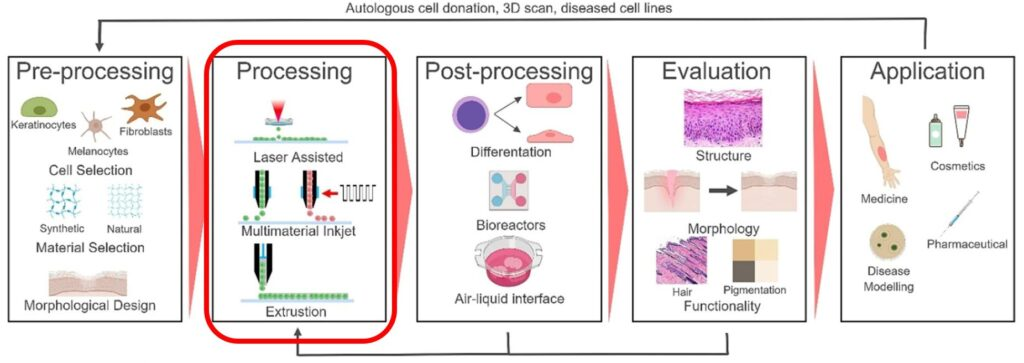 Autologous cell donation, 3D scan, diseased cell lines
Pre-processing
Keratinocytes
Melanocytes
Fibroblasts
Cell Selection
Synthetic
Natural
Material Selection
Morphological Design
Processing
Laser Assisted
Multimaterial Inkjet
Extrustion
Post-processing
Differentation
Bioreactors
Air-liquid interface
Evaluation
Structure
Morphology
Hair
Pigmentation
Functionality
Application
Medicine
Cosmetics
Pharmaceutical
Disease
Modelling